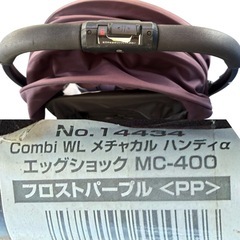 No.14434
Combi WL メチャカル ハンディα
エッグショック MC-400
フロストパープル <PP>